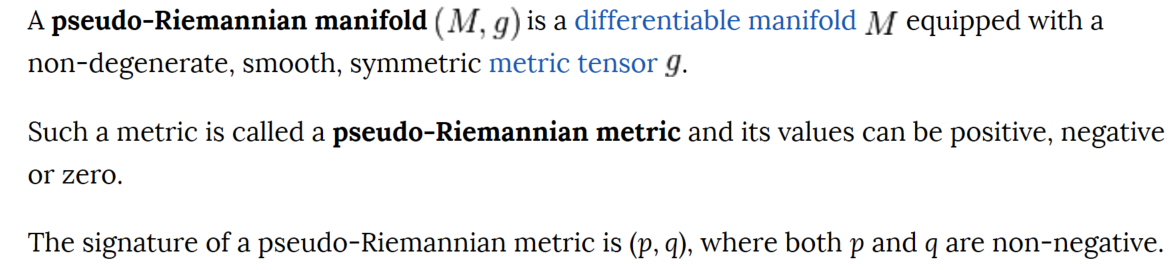 A pseudo-Riemannian manifold (M, g) is a differentiable manifold M equipped with a
non-degenerate, smooth, symmetric metric tensor g.
Such a metric is called a pseudo-Riemannian metric and its values can be positive, negative
or zero.
The signature of a pseudo-Riemannian metric is (p, q), where both p and q are non-negative.